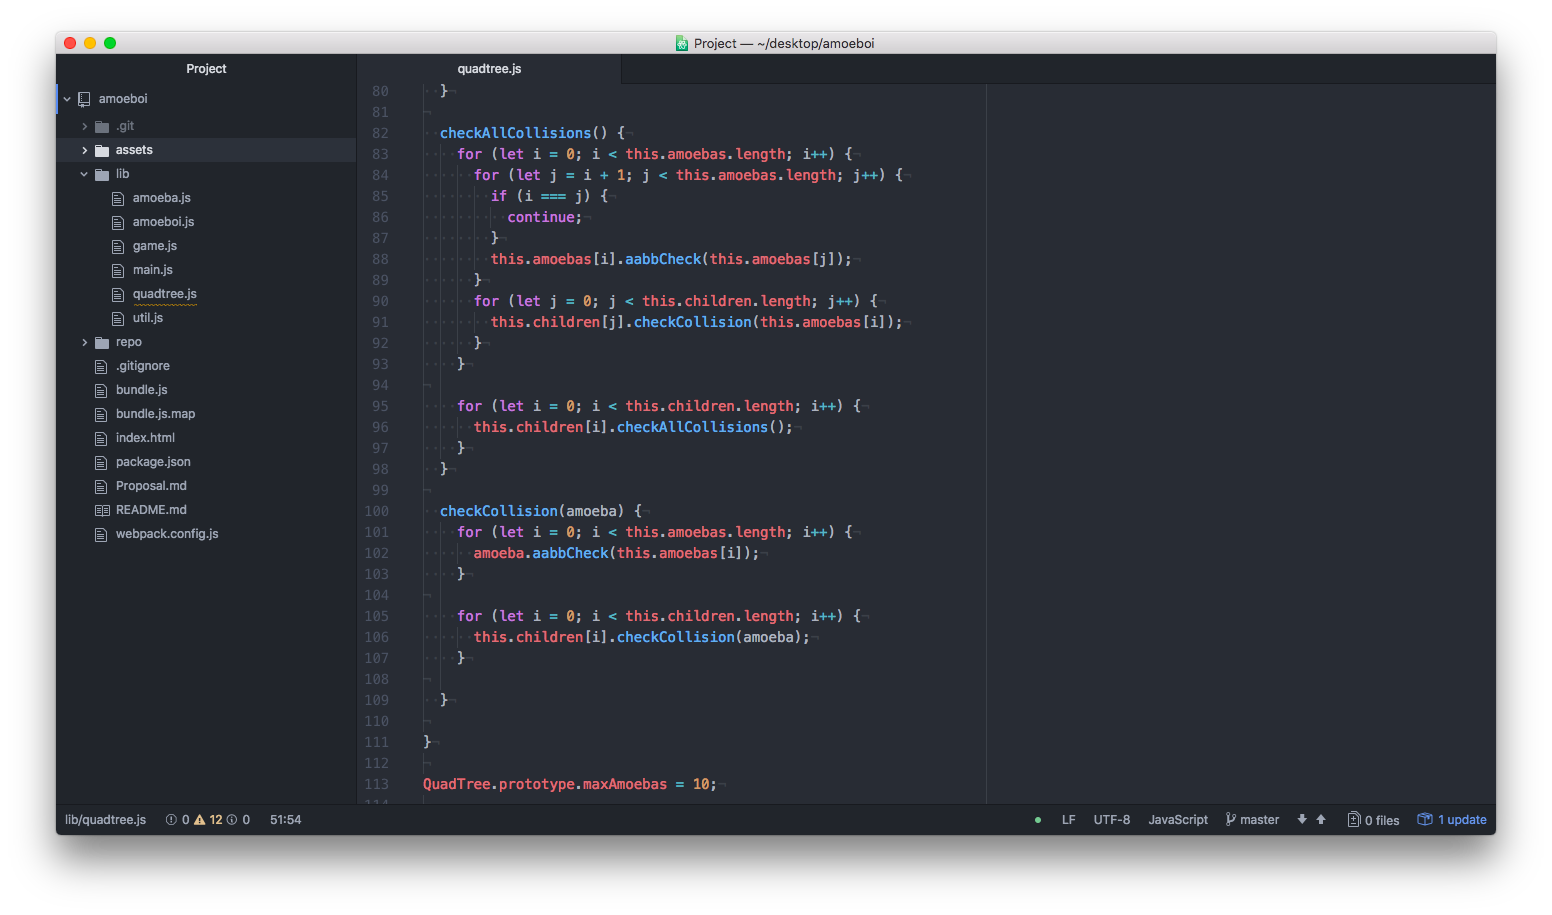 Project — ~/desktop/amoeboi
Project
amoeboi
.git
assets
lib
amoeba.js
amoeboi.js
game.js
main.js
quadtree.js
util.js
repo
.gitignore
bundle.js
bundle.js.map
index.html
package.json
Proposal.md
README.md
webpack.config.js
quadtree.js
80 }
81
82 checkAllCollisions() {
83 for (let i = 0; i < this.amoebas.length; i++) {
84 for (let j = i + 1; j < this.amoebas.length; j++) {
85 if (i === j) {
86 continue;
87 }
88 this.amoebas[i].aabbCheck(this.amoebas[j]);
89 }
90 for (let j = 0; j < this.children.length; j++) {
91 this.children[j].checkCollision(this.amoebas[i]);
92 }
93 }
94
95 for (let i = 0; i < this.children.length; i++) {
96 this.children[i].checkAllCollisions();
97 }
98 }
99
100 checkCollision(amoeba) {
101 for (let i = 0; i < this.amoebas.length; i++) {
102 amoeba.aabbCheck(this.amoebas[i]);
103 }
104
105 for (let i = 0; i < this.children.length; i++) {
106 this.children[i].checkCollision(amoeba);
107 }
108
109 }
110
111 }
112
113 QuadTree.prototype.maxAmoebas = 10;
114
lib/quadtree.js 0 12 0 51:54 LF UTF-8 JavaScript master 0 files 1 update